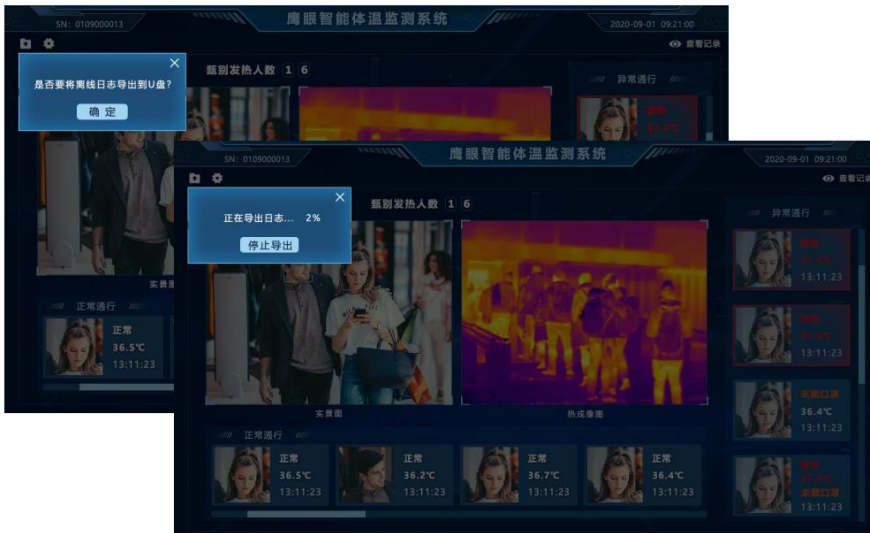 SN: 0109000013
鹰眼智能体温监测系统
2020-09-01 09:21:00
查看记录
是否要将离线日志导出到U盘?
确 定
甄别发热人数 1 6
异常通行
实景图
正常通行
正常
36.5℃
13:11:23
SN: 0109000013
鹰眼智能体温监测系统
2020-09-01 09:21:00
查看记录
正在导出日志... 2%
停止导出
甄别发热人数 1 6
异常通行
13:11:23
13:11:23
未戴口罩
36.4℃
13:11:23
未戴口罩
13:11:23
实景图
热成像图
正常通行
正常
36.5℃
13:11:23
正常
36.2℃
13:11:23
正常
36.7℃
13:11:23
正常
36.4℃
13:11:23